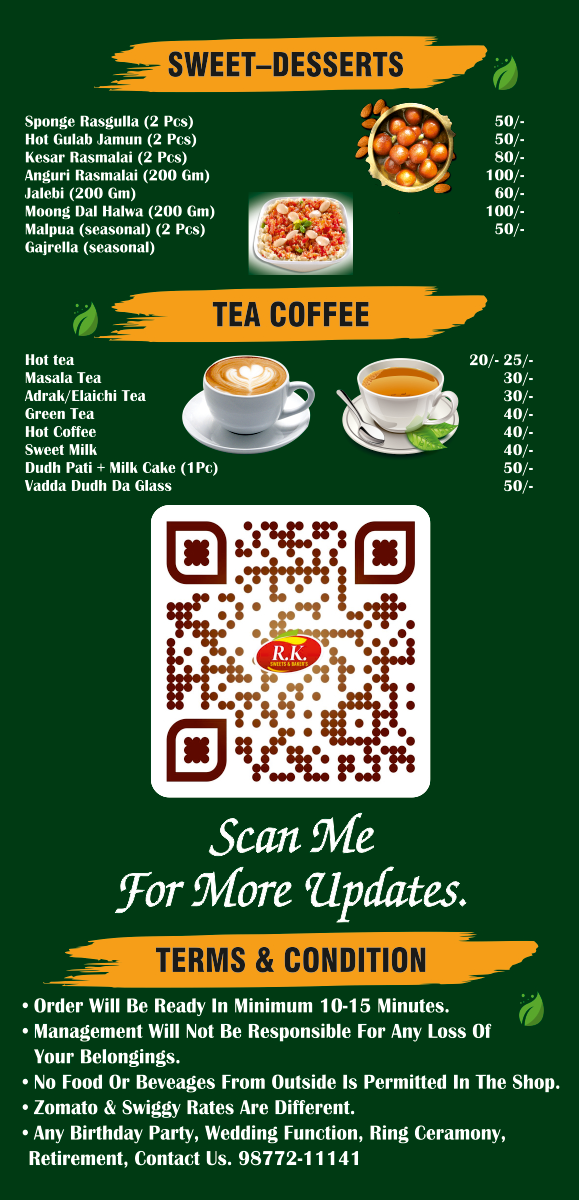 SWEET–DESSERTS
Sponge Rasgulla (2 Pcs) 50/-
Hot Gulab Jamun (2 Pcs) 50/-
Kesar Rasmalai (2 Pcs) 80/-
Anguri Rasmalai (200 Gm) 100/-
Jalebi (200 Gm) 60/-
Moong Dal Halwa (200 Gm) 100/-
Malpua (seasonal) (2 Pcs) 50/-
Gajrella (seasonal)
TEA COFFEE
Hot tea 20/- 25/-
Masala Tea 30/-
Adrak/Elaichi Tea 30/-
Green Tea 40/-
Hot Coffee 40/-
Sweet Milk 40/-
Dudh Pati + Milk Cake (1Pc) 50/-
Vadda Dudh Da Glass 50/-
R.K.
SWEETS & BAKER'S
Scan Me
For More Updates.
TERMS & CONDITION
• Order Will Be Ready In Minimum 10-15 Minutes.
• Management Will Not Be Responsible For Any Loss Of
Your Belongings.
• No Food Or Beveages From Outside Is Permitted In The Shop.
• Zomato & Swiggy Rates Are Different.
• Any Birthday Party, Wedding Function, Ring Ceramony,
Retirement, Contact Us. 98772-11141